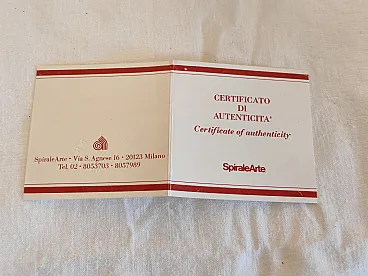 SpiraleArte • Via S. Agnese 16 • 20123 Milano
Tel. 02 • 8053703 • 8057989
CERTIFICATO
DI
AUTENTICITA'
Certificate of authenticity
SpiraleArte